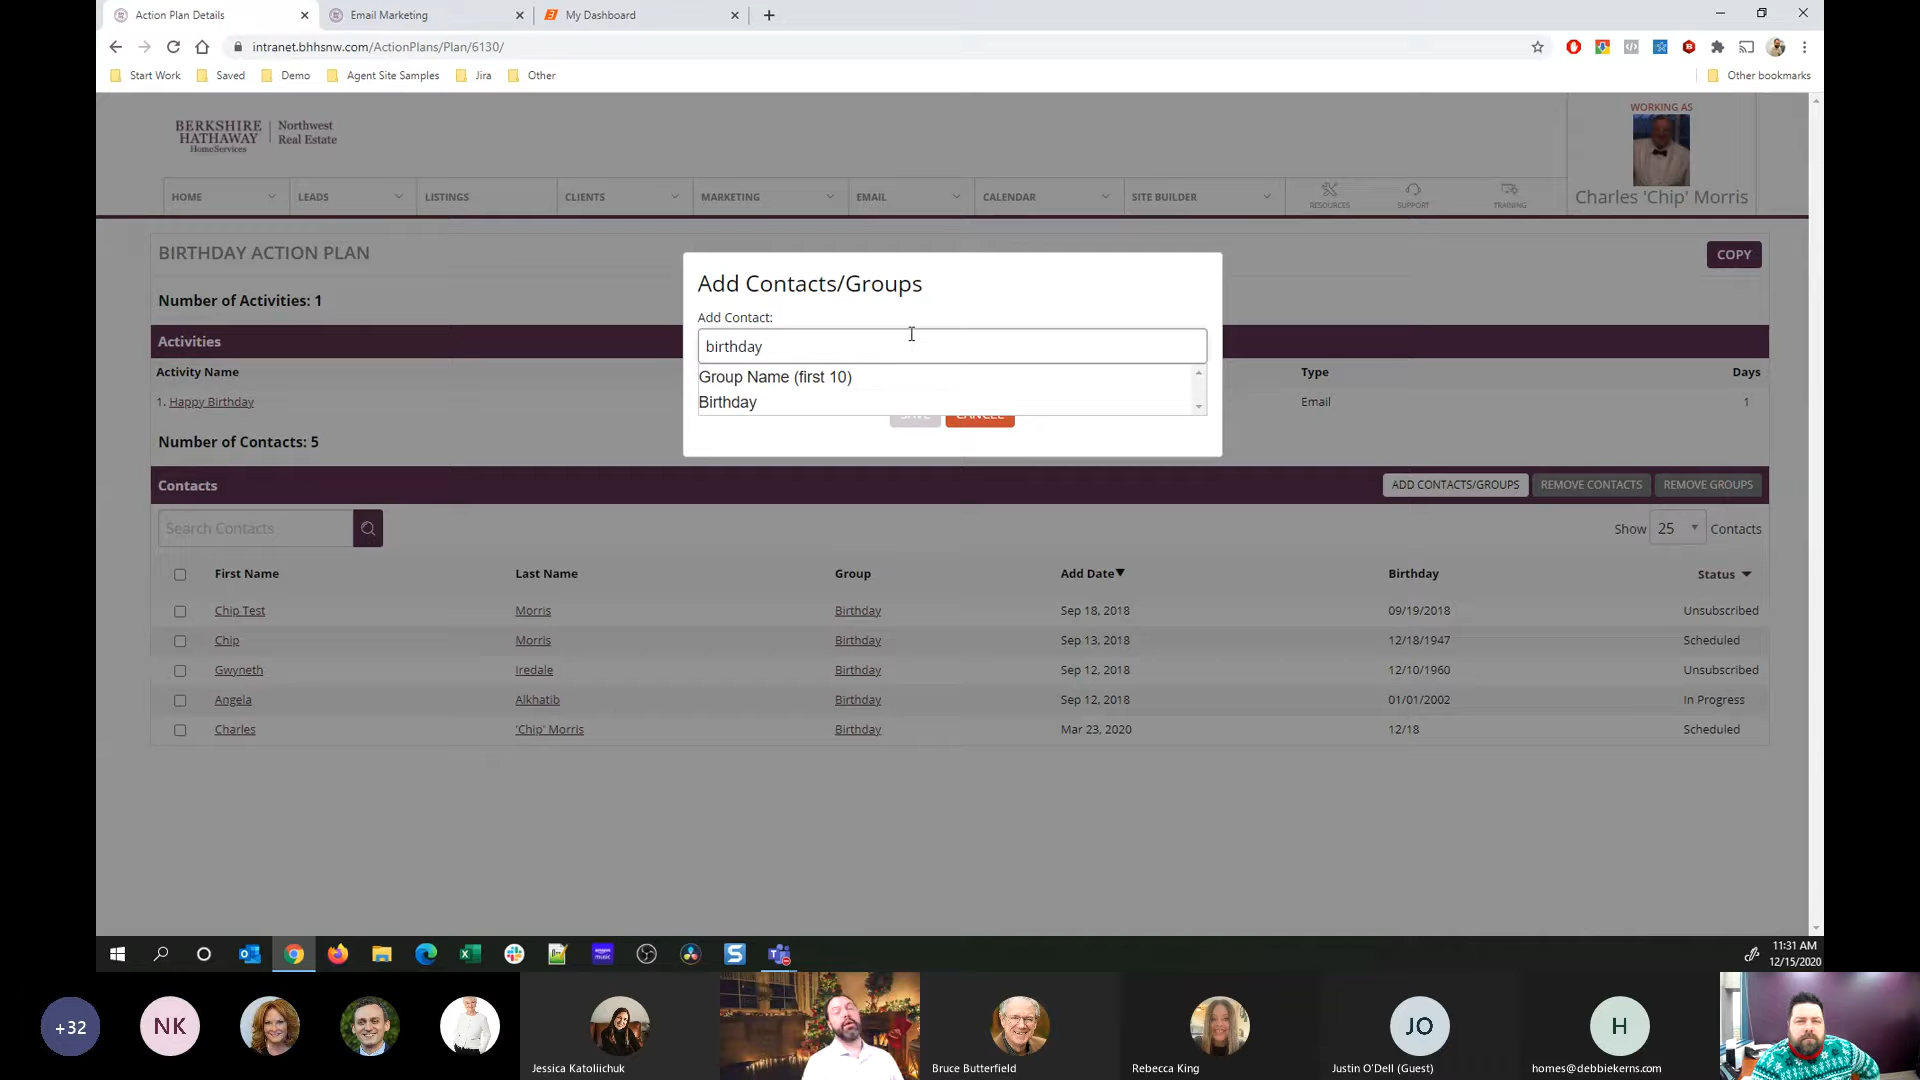 Action Plan Details
Email Marketing
My Dashboard
intranet.bhhsnw.com/ActionPlans/Plan/6130/
Start Work
Saved
Demo
Agent Site Samples
Jira
Other
Other bookmarks
BERKSHIRE
HATHAWAY
HomeServices
Northwest
Real Estate
WORKING AS
Charles 'Chip' Morris
HOME
LEADS
LISTINGS
CLIENTS
MARKETING
EMAIL
CALENDAR
SITE BUILDER
RESOURCES
SUPPORT
TRAINING
BIRTHDAY ACTION PLAN
COPY
Number of Activities: 1
Activities
Activity Name
Type
Days
1. Happy Birthday
Email
1
Add Contacts/Groups
Add Contact:
birthday
Group Name (first 10)
Birthday
SAVE
CANCEL
Number of Contacts: 5
Contacts
ADD CONTACTS/GROUPS
REMOVE CONTACTS
REMOVE GROUPS
Search Contacts
Show 25 Contacts
First Name Last Name Group Add Date Birthday Status
Chip Test Morris Birthday Sep 18, 2018 09/19/2018 Unsubscribed
Chip Morris Birthday Sep 13, 2018 12/18/1947 Scheduled
Gwyneth Iredale Birthday Sep 12, 2018 12/10/1960 Unsubscribed
Angela Alkhatib Birthday Sep 12, 2018 01/01/2002 In Progress
Charles 'Chip' Morris Birthday Mar 23, 2020 12/18 Scheduled
11:31 AM
12/15/2020
+32
NK
Jessica Katoliichuk
Bruce Butterfield
Rebecca King
JO
Justin O'Dell (Guest)
H
homes@debbiekerns.com